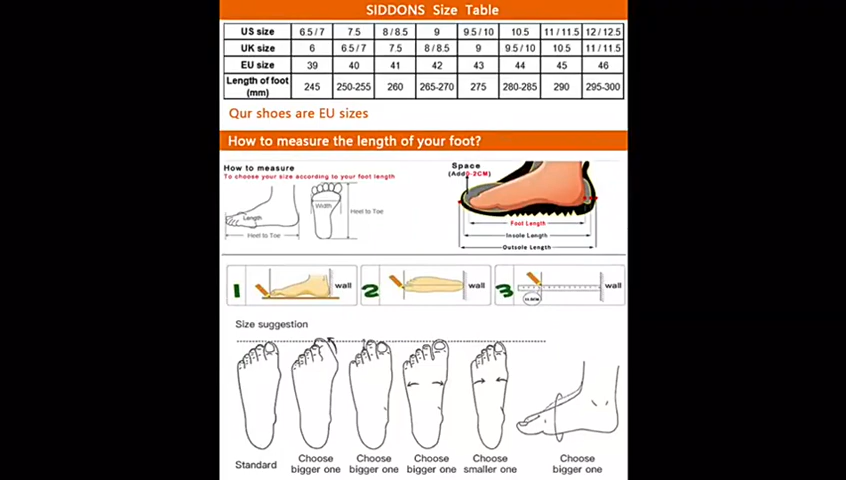 SIDDONS Size Table
US size 6.5 / 7 7.5 8 / 8.5 9 9.5 / 10 10.5 11 / 11.5 12 / 12.5
UK size 6 6.5 / 7 7.5 8 / 8.5 9 9.5 / 10 10.5 11 / 11.5
EU size 39 40 41 42 43 44 45 46
Length of foot (mm) 245 250-255 260 265-270 275 280-285 290 295-300
Qur shoes are EU sizes
How to measure the length of your foot?
How to measure
To choose your size according to your foot length
Length
Heel to Toe
Width
Heel to Toe
Space
(Add0-2CM)
Foot Length
Insole Length
Outsole Length
1 wall
2 wall
3 wall
Size suggestion
Standard
Choose bigger one
Choose bigger one
Choose bigger one
Choose smaller one
Choose bigger one